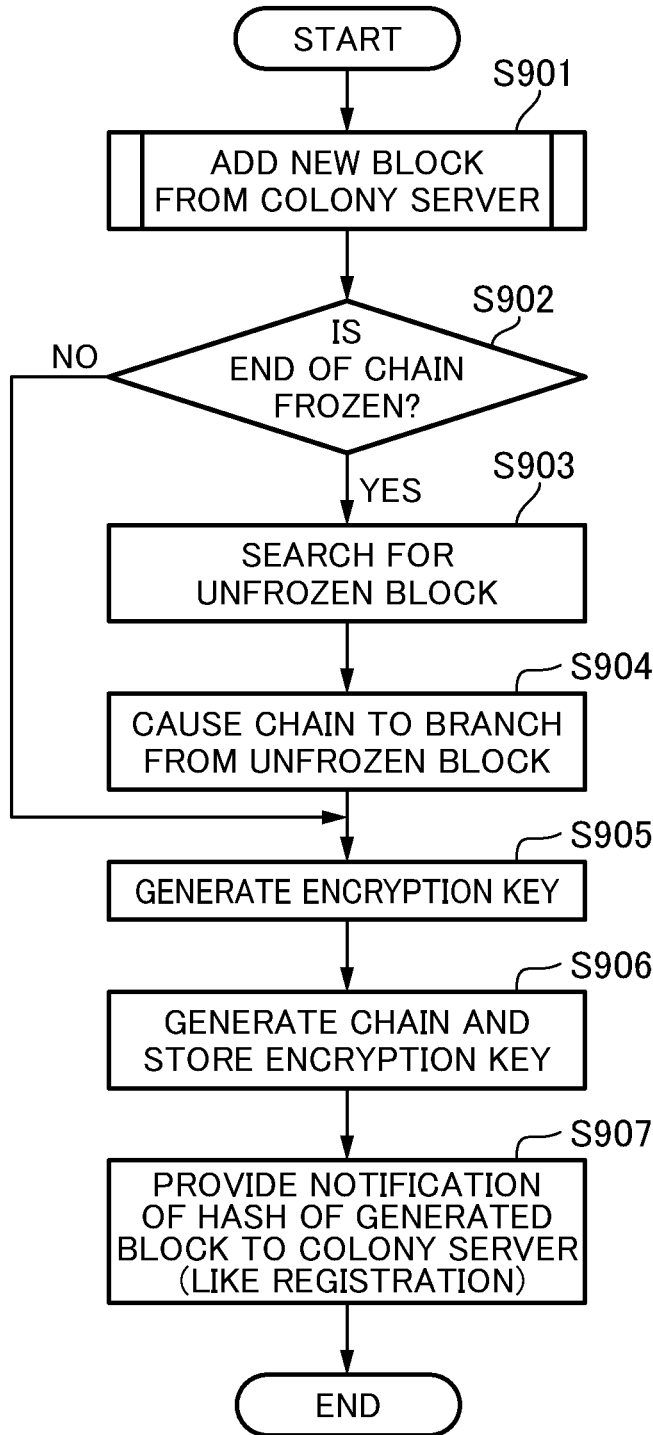 START
S901
ADD NEW BLOCK
FROM COLONY SERVER
S902
IS
END OF CHAIN
FROZEN?
NO
YES
S903
SEARCH FOR
UNFROZEN BLOCK
S904
CAUSE CHAIN TO BRANCH
FROM UNFROZEN BLOCK
S905
GENERATE ENCRYPTION KEY
S906
GENERATE CHAIN AND
STORE ENCRYPTION KEY
S907
PROVIDE NOTIFICATION
OF HASH OF GENERATED
BLOCK TO COLONY SERVER
(LIKE REGISTRATION)
END